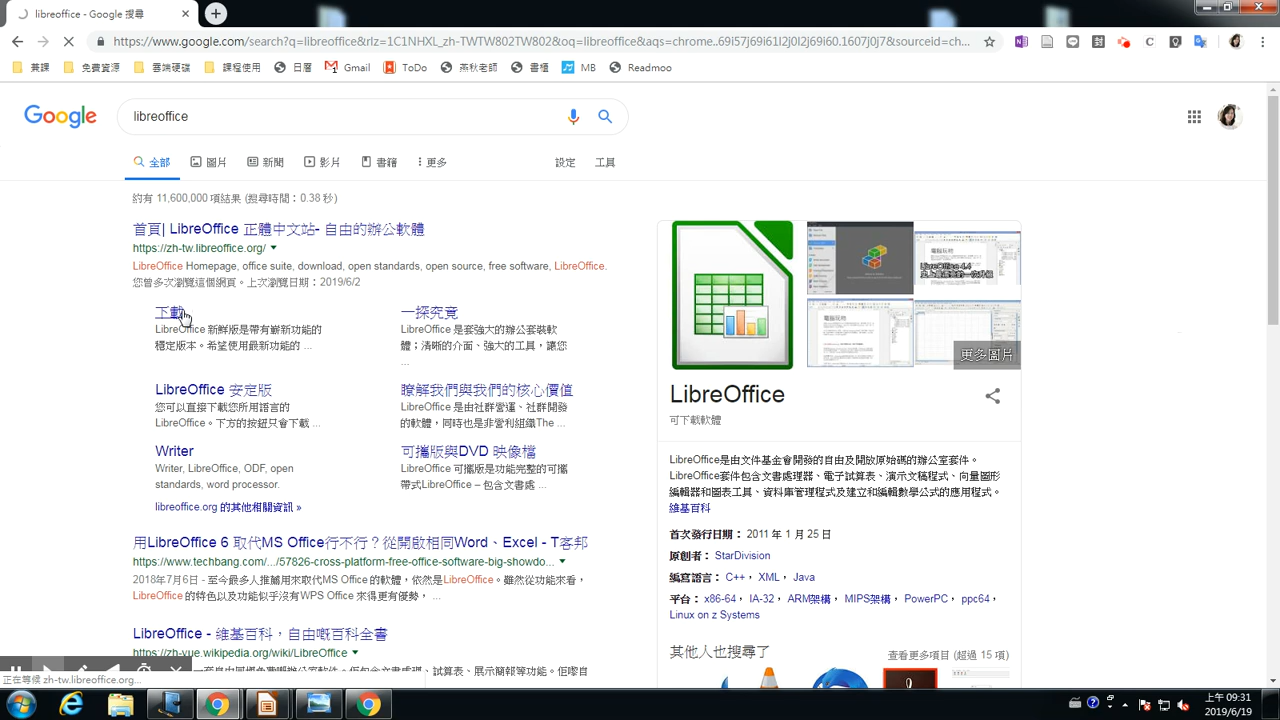 libreoffice - Google 搜尋
https://www.google.com/search?q=libreoffice&rlz=1C1NHXL_zh-TWTW802TW802&oq=libreoffice&aqs=chrome..69i57j69i61l2j0l2j69i60.1607j0j7&sourceid=ch...
兼課 免費資源 雲端硬碟 課程使用 日曆 Gmail ToDo 燕秋老師 書櫃 MB Readmoo
Google
libreoffice
全部 圖片 新聞 影片 書籍 更多 設定 工具
約有 11,600,000 項結果 (搜尋時間：0.38 秒)
首頁| LibreOffice 正體中文站- 自由的辦公軟體
https://zh-tw.libreoffice.org/
LibreOffice Homepage, office suite, download, open standards, open source, free software, LibreOffice.
您曾多次瀏覽這個網頁。上次瀏覽日期：2019/6/2
下載
LibreOffice 新鮮版是帶有嶄新功能的
穩定版本。希望使用最新功能的 ...
一探究竟
LibreOffice 是套強大的辦公套裝軟
體；清晰的介面、強大的工具，讓您
...
LibreOffice 安定版
您可以直接下載您所用語言的
LibreOffice。下方的按鈕只會下載 ...
瞭解我們與我們的核心價值
LibreOffice 是由社群營運、社群開發
的軟體，同時也是非營利組織The ...
Writer
Writer, LibreOffice, ODF, open
standards, word processor.
可攜版與DVD 映像檔
LibreOffice 可攜版是功能完整的可攜
帶式LibreOffice – 包含文書處 ...
libreoffice.org 的其他相關資訊 »
用LibreOffice 6 取代MS Office行不行？從開啟相同Word、Excel - T客邦
https://www.techbang.com/.../57826-cross-platform-free-office-software-big-showdo...
2018年7月6日 - 至今最多人推薦用來取代MS Office 的軟體，依然是LibreOffice。雖然從功能來看，
LibreOffice 的特色以及功能似乎沒有WPS Office 來得更有優勢， ...
LibreOffice - 維基百科，自由嘅百科全書
https://zh-yue.wikipedia.org/wiki/LibreOffice
更多圖片
LibreOffice
可下載軟體
LibreOffice是由文件基金會開發的自由及開放原始碼的辦公室套件。
LibreOffice套件包含文書處理器、電子試算表、演示文稿程式、向量圖形
編輯器和圖表工具、資料庫管理程式及建立和編輯數學公式的應用程式。
維基百科
首次發行日期： 2011 年 1 月 25 日
原創者： StarDivision
編寫語言： C++， XML， Java
平台： x86-64， IA-32， ARM架構， MIPS架構， PowerPC， ppc64，
Linux on z Systems
其他人也搜尋了
查看更多項目 (超過 15 項)
正在等候 zh-tw.libreoffice.org...
上午 09:31
2019/6/19